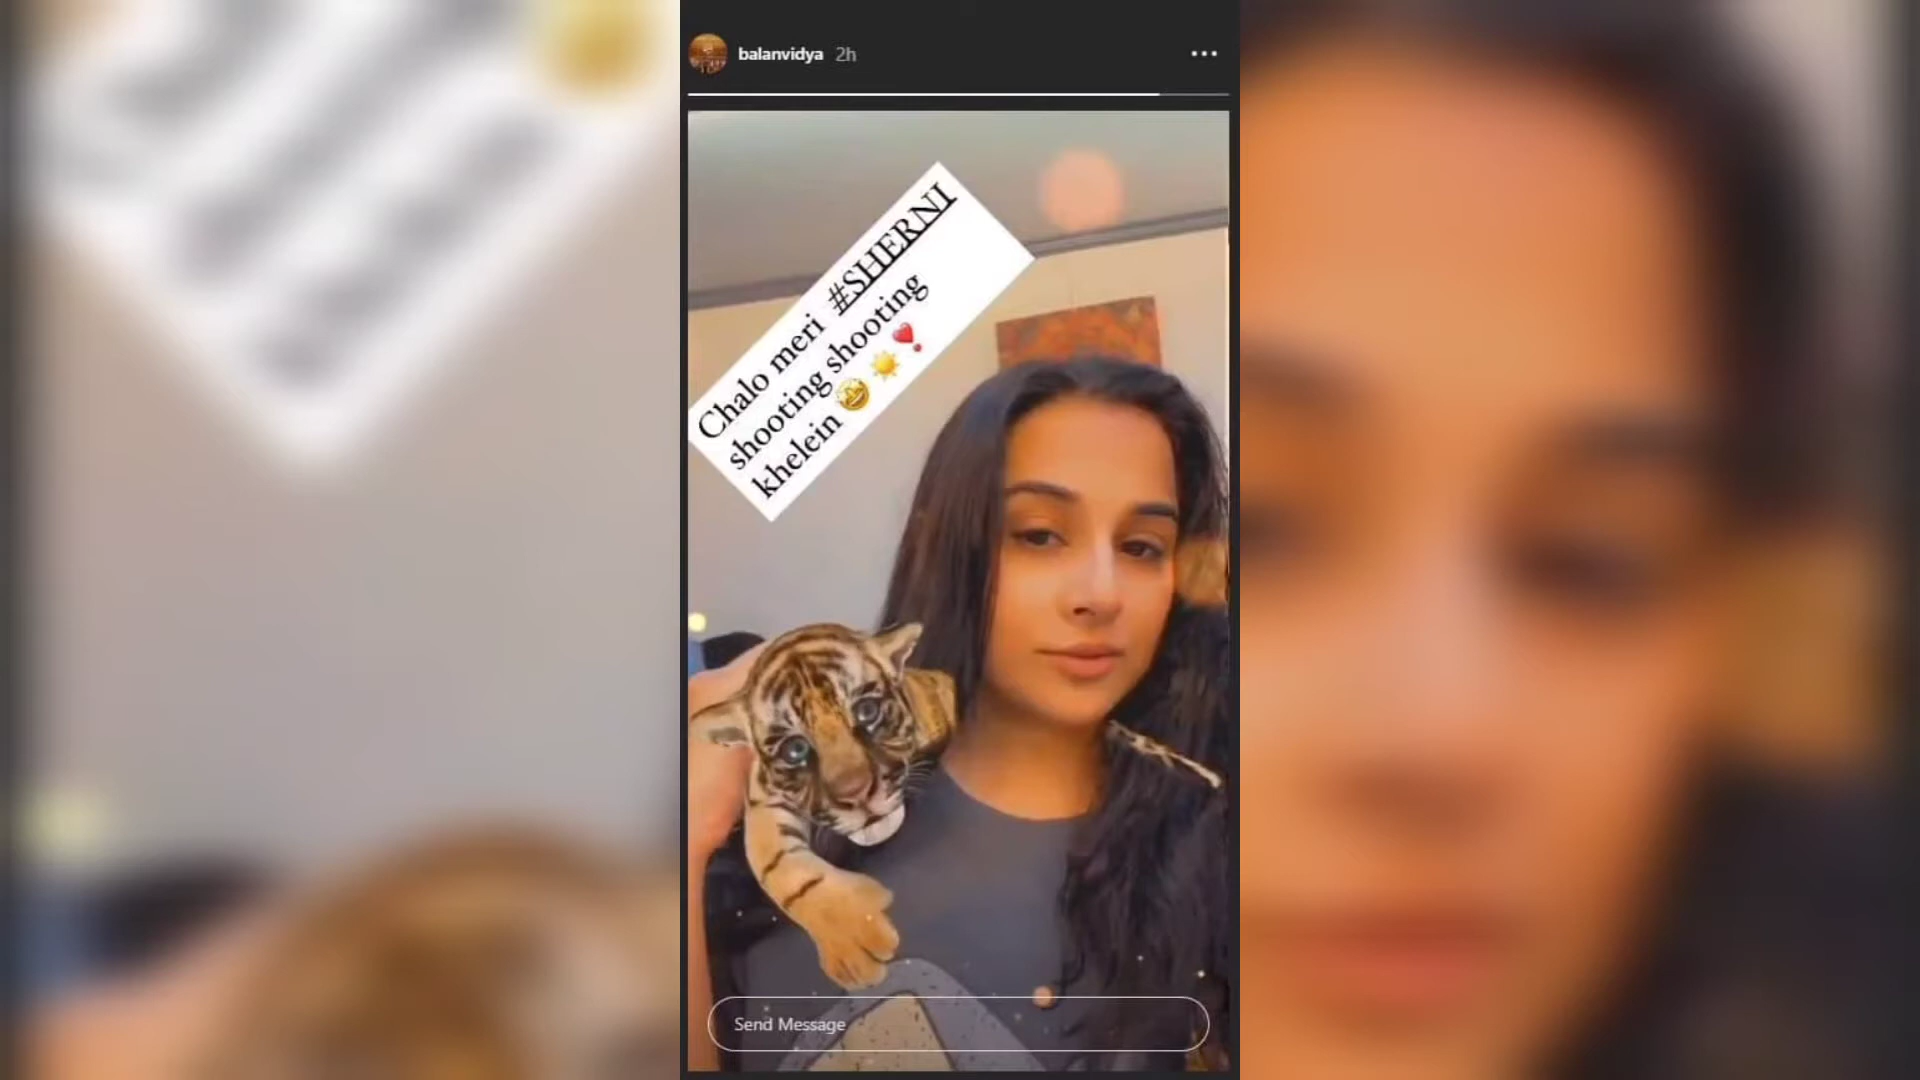 balanvidya 2h
Chalo meri #SHERNI
shooting shooting
khelein 🤩☀️❣️
Send Message